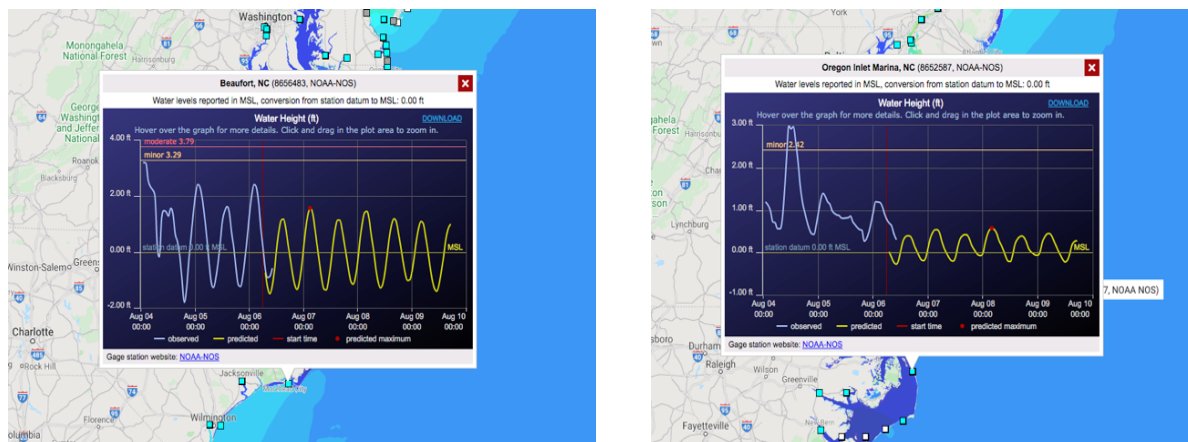 Washington
Monongahela
National Forest
Harrisonburg
Beaufort, NC (8656483, NOAA-NOS)
Water levels reported in MSL, conversion from station datum to MSL: 0.00 ft
Water Height (ft)
DOWNLOAD
Hover over the graph for more details. Click and drag in the plot area to zoom in.
4.00 ft
moderate 3.79
minor 3.29
2.00 ft
station datum 0.00 ft MSL
0.00 ft
MSL
-2.00 ft
Aug 04 Aug 05 Aug 06 Aug 07 Aug 08 Aug 09 Aug 10
00:00 00:00 00:00 00:00 00:00 00:00 00:00
observed predicted start time predicted maximum
Gage station website: NOAA-NOS
Georg
Washing
and Jeffe
National
Roanok
Blacksburg
Winston-Salem Greens
Charlotte
Rock Hill
Jacksonville
Florence
Wilmington
olumbia
York
Oregon Inlet Marina, NC (8652587, NOAA-NOS)
Water levels reported in MSL, conversion from station datum to MSL: 0.00 ft
Water Height (ft)
DOWNLOAD
Hover over the graph for more details. Click and drag in the plot area to zoom in.
3.00 ft
minor 2.42
2.00 ft
1.00 ft
station datum 0.00 ft MSL
0.00 ft
MSL
-1.00 ft
Aug 04 Aug 05 Aug 06 Aug 07 Aug 08 Aug 09 Aug 10
00:00 00:00 00:00 00:00 00:00 00:00 00:00
observed predicted start time predicted maximum
Gage station website: NOAA-NOS
7, NOAA NOS)
Harrisonbu
Lynchburg
Durham
Raleigh
Wilson
Greenville
Fayetteville
New Bern